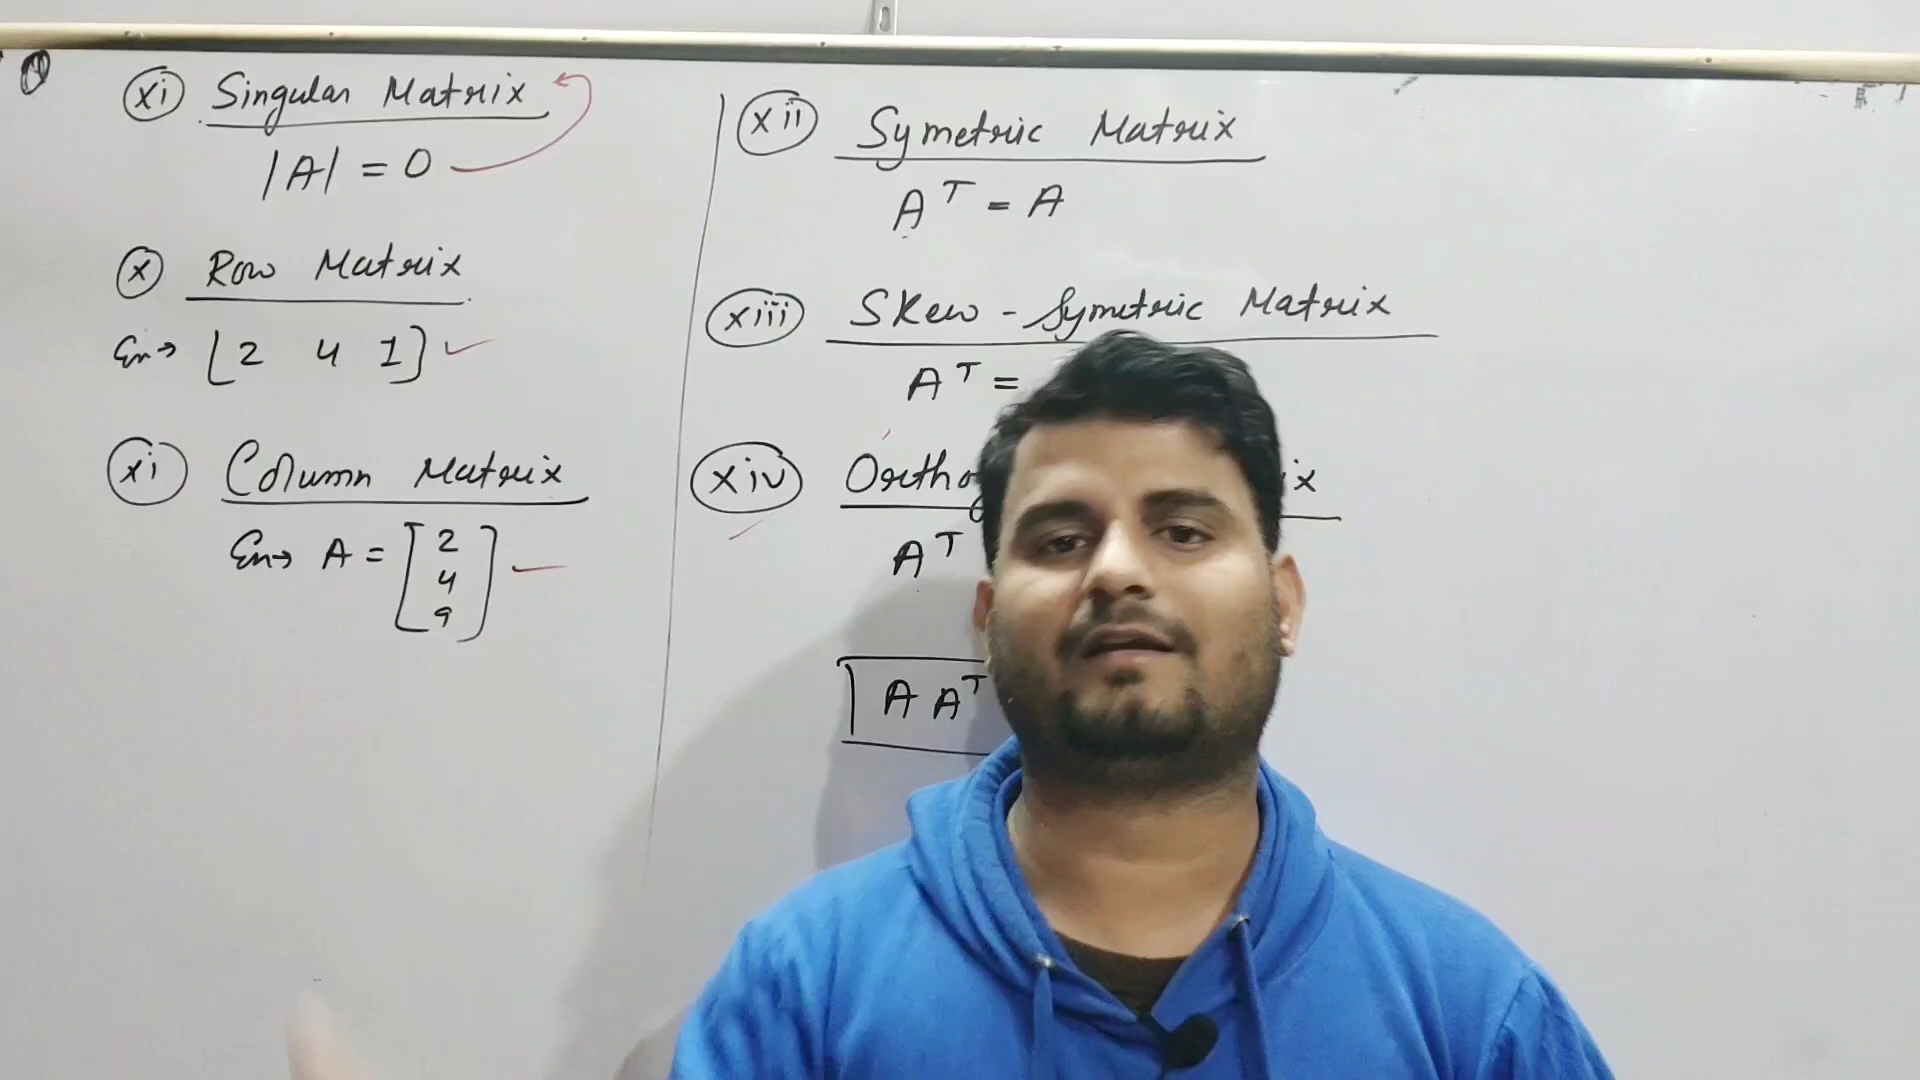 xi Singular Matrix
|A| = 0
x Row Matrix
Ex→ [2 4 1]
xi Column Matrix
Ex→ A = [2
4
9]
xii Symetric Matrix
A^T = A
xiii Skew - Symetric Matrix
A^T =
xiv
A^T
A A^T